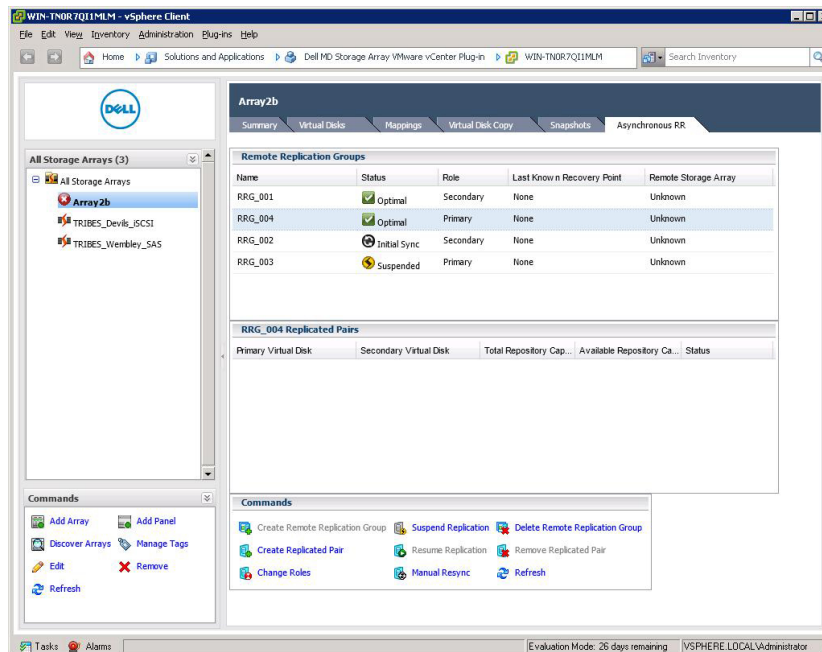 WIN-TN0R7QI1MLM - vSphere Client
File Edit View Inventory Administration Plug-ins Help
Home Solutions and Applications Dell MD Storage Array VMware vCenter Plug-in WIN-TN0R7QI1MLM Search Inventory
DELL
Array2b
Summary Virtual Disks Mappings Virtual Disk Copy Snapshots Asynchronous RR
All Storage Arrays (3)
All Storage Arrays
Array2b
TRIBES_Devils_iSCSI
TRIBES_Wembley_SAS
Remote Replication Groups
Name Status Role Last Known Recovery Point Remote Storage Array
RRG_001 Optimal Secondary None Unknown
RRG_004 Optimal Primary None Unknown
RRG_002 Initial Sync Secondary None Unknown
RRG_003 Suspended Primary None Unknown
RRG_004 Replicated Pairs
Primary Virtual Disk Secondary Virtual Disk Total Repository Cap... Available Repository Ca... Status
Commands
Add Array Add Panel
Discover Arrays Manage Tags
Edit Remove
Refresh
Commands
Create Remote Replication Group Suspend Replication Delete Remote Replication Group
Create Replicated Pair Resume Replication Remove Replicated Pair
Change Roles Manual Resync Refresh
Tasks Alarms Evaluation Mode: 26 days remaining VSPHERE.LOCAL\Administrator